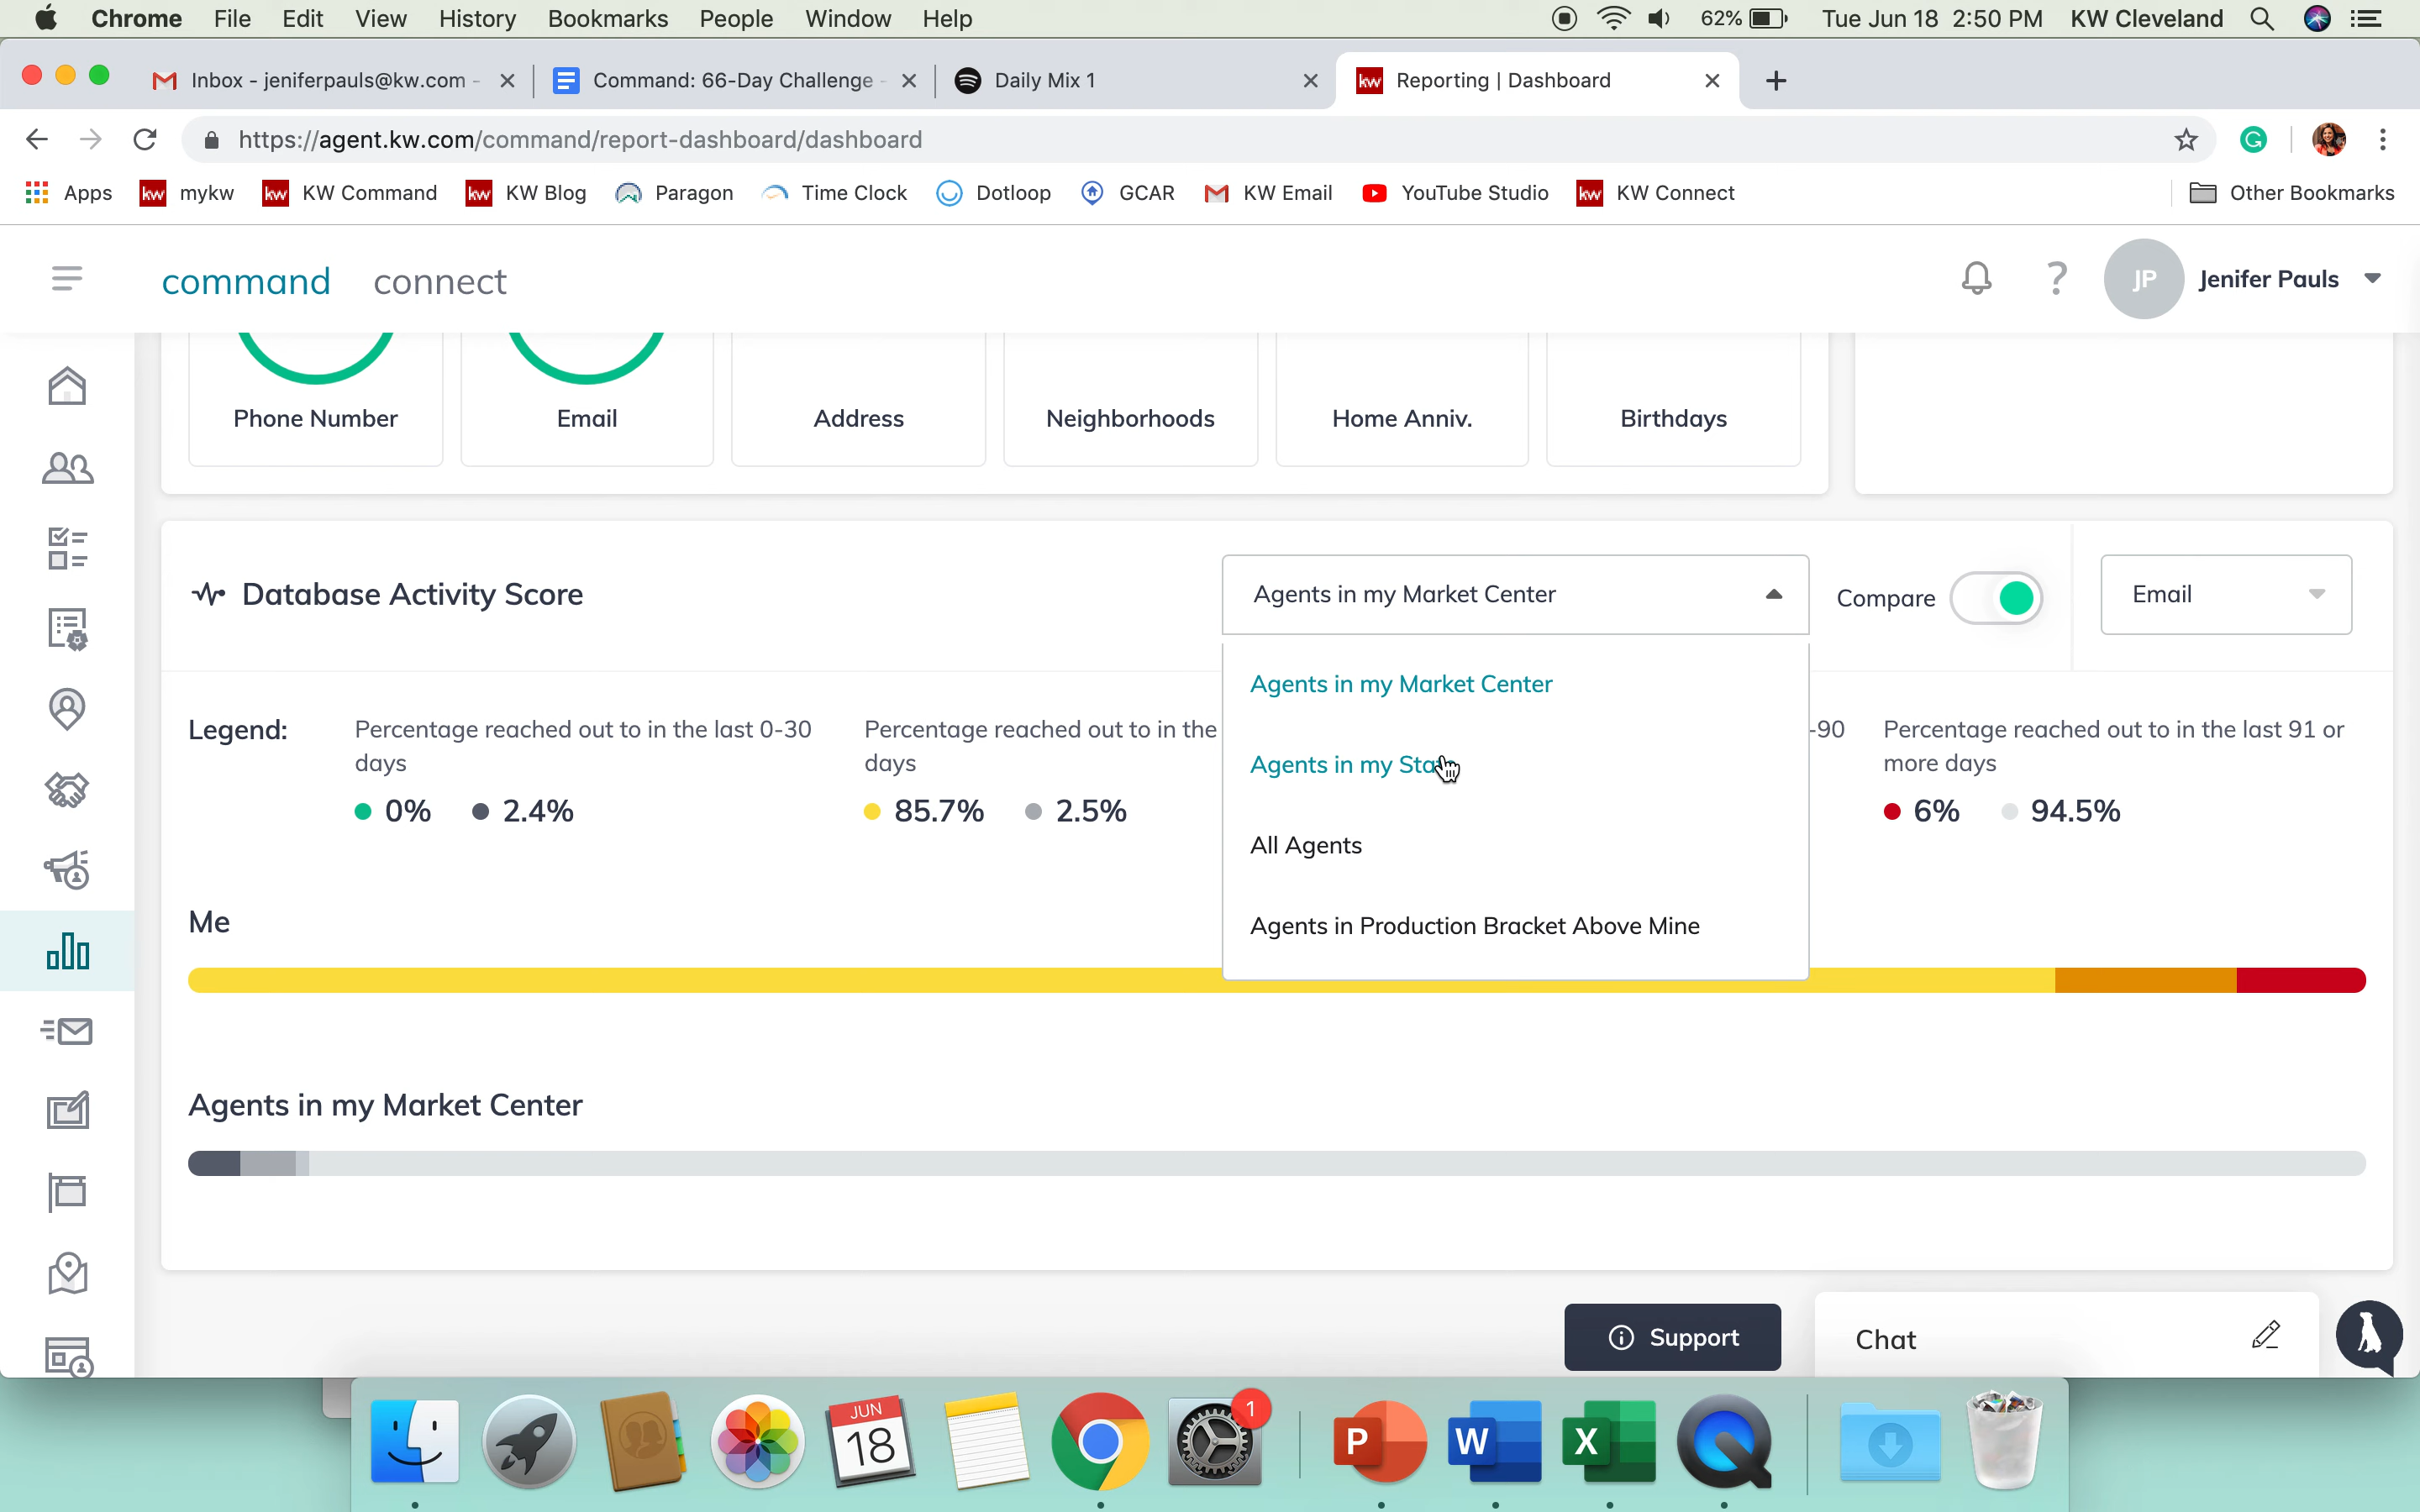 Chrome File Edit View History Bookmarks People Window Help 62% Tue Jun 18 2:50 PM KW Cleveland
Inbox - jeniferpauls@kw.com - Command: 66-Day Challenge - Daily Mix 1 kw Reporting | Dashboard
https://agent.kw.com/command/report-dashboard/dashboard G
Apps kw mykw kw KW Command kw KW Blog Paragon Time Clock Dotloop GCAR KW Email YouTube Studio kw KW Connect Other Bookmarks
command connect ? JP Jenifer Pauls
Phone Number Email Address Neighborhoods Home Anniv. Birthdays
Database Activity Score Agents in my Market Center Compare Email
Agents in my Market Center
Agents in my
All Agents
Agents in Production Bracket Above Mine
Legend: Percentage reached out to in the last 0-30 Percentage reached out to in the -90 Percentage reached out to in the last 91 or
days days more days
0% 2.4% 85.7% 2.5% 6% 94.5%
Me
Agents in my Market Center
Support Chat
JUN
18
1
P W X